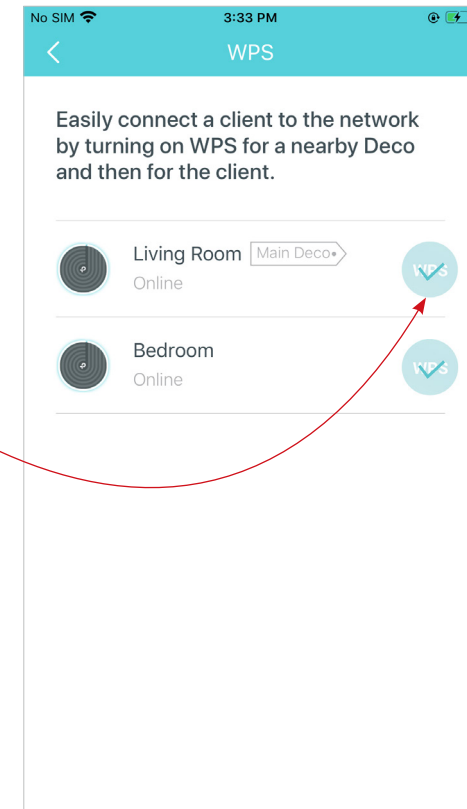 No SIM 3:33 PM
WPS
Easily connect a client to the network
by turning on WPS for a nearby Deco
and then for the client.
Living Room Main Deco
Online
WPS
Bedroom
Online
WPS